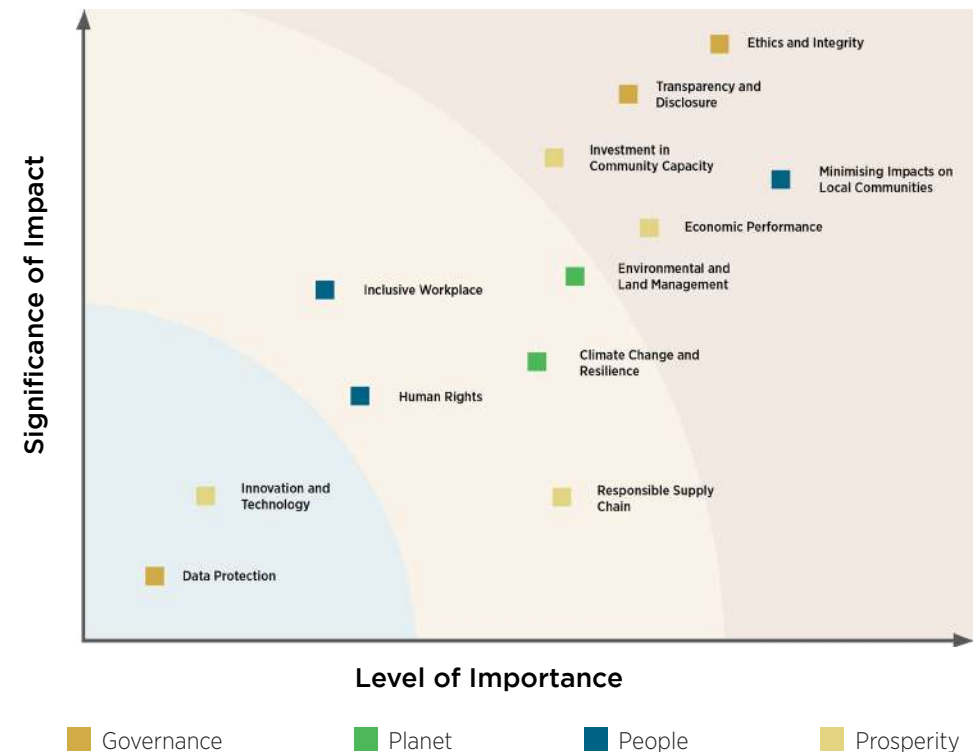 Ethics and Integrity
Transparency and
Disclosure
Investment in
Community Capacity
Minimising Impacts on
Local Communities
Economic Performance
Environmental and
Land Management
Inclusive Workplace
Climate Change and
Resilience
Human Rights
Innovation and
Technology
Responsible Supply
Chain
Data Protection
Significance of Impact
Level of Importance
Governance
Planet
People
Prosperity